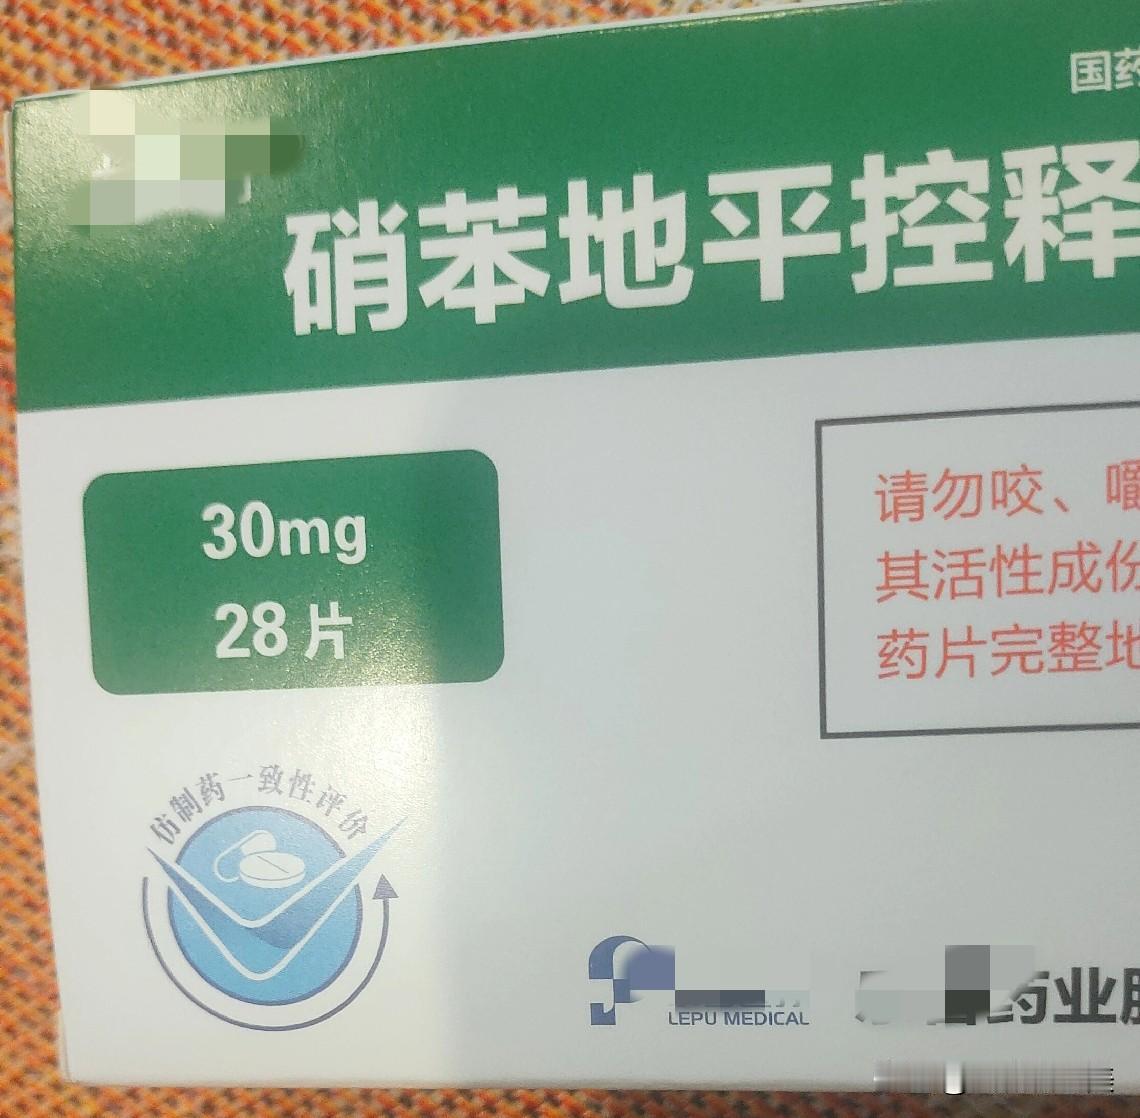 国药
硝苯地平控释
30mg
28片
请勿咬、嚼
其活性成份
药片完整地
仿制药一致性评价
LEPU MEDICAL
药业股